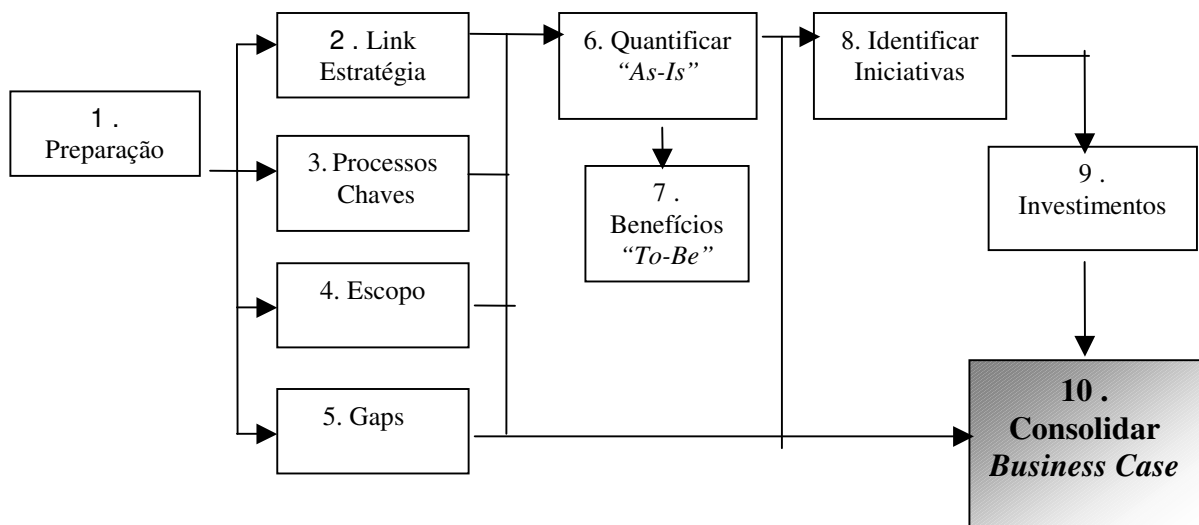 1 .
Preparação
2 . Link
Estratégia
3. Processos
Chaves
4. Escopo
5. Gaps
6. Quantificar
“As-Is”
7 .
Benefícios
“To-Be”
8. Identificar
Iniciativas
9 .
Investimentos
10 .
Consolidar
Business Case